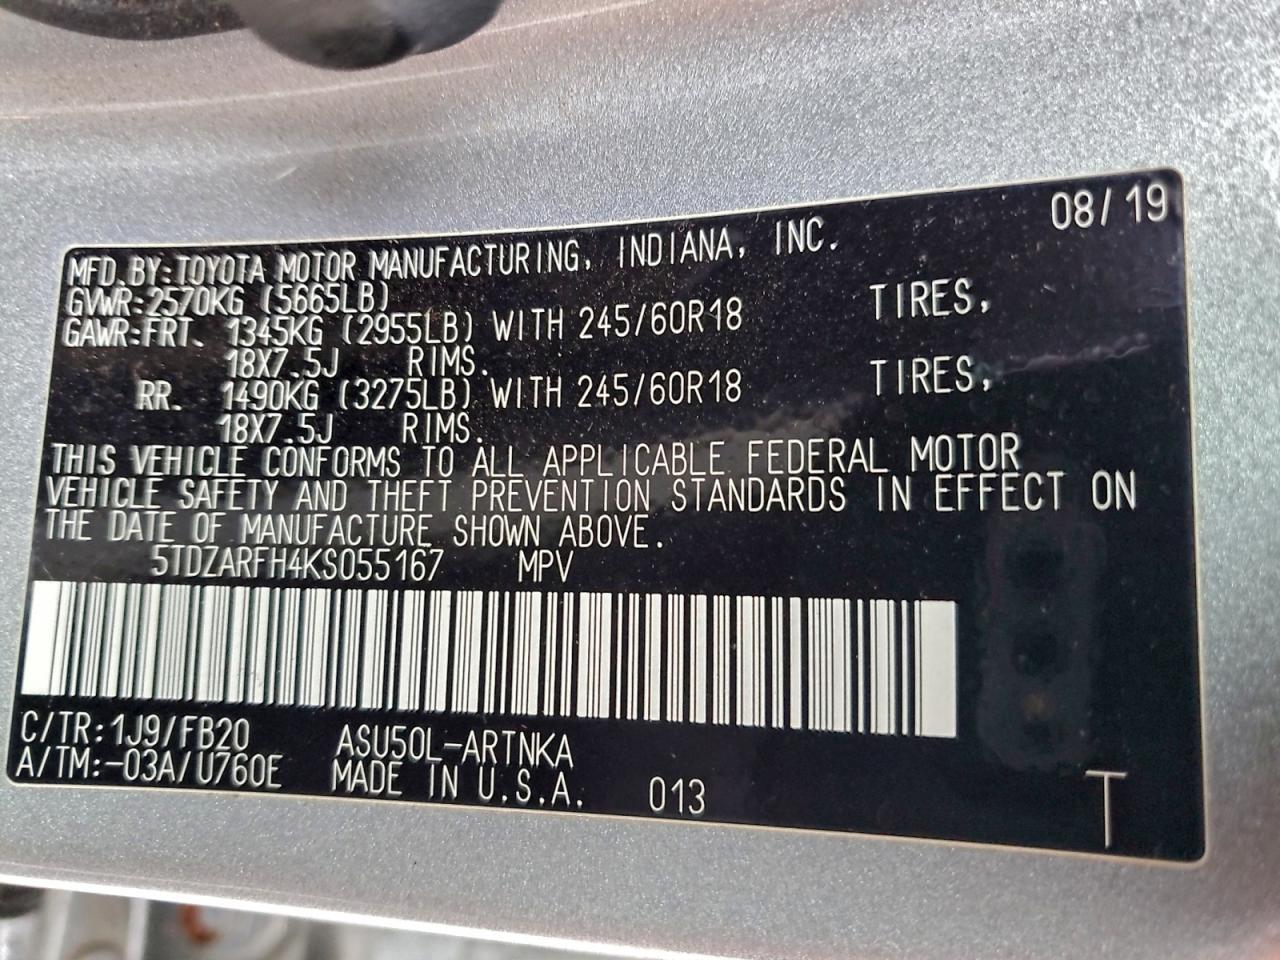 08/19
MFD.BY:TOYOTA MOTOR MANUFACTURING, INDIANA, INC.
GVWR:2570KG (5665LB)
GAWR:FRT. 1345KG (2955LB) WITH 245/60R18 TIRES,
18X7.5J RIMS.
RR. 1490KG (3275LB) WITH 245/60R18 TIRES,
18X7.5J RIMS.
THIS VEHICLE CONFORMS TO ALL APPLICABLE FEDERAL MOTOR
VEHICLE SAFETY AND THEFT PREVENTION STANDARDS IN EFFECT ON
THE DATE OF MANUFACTURE SHOWN ABOVE.
5TDZARFH4KS055167 MPV
C/TR:1J9/FB20 ASU50L-ARTNKA
A/TM:-03A/U760E MADE IN U.S.A. 013 T